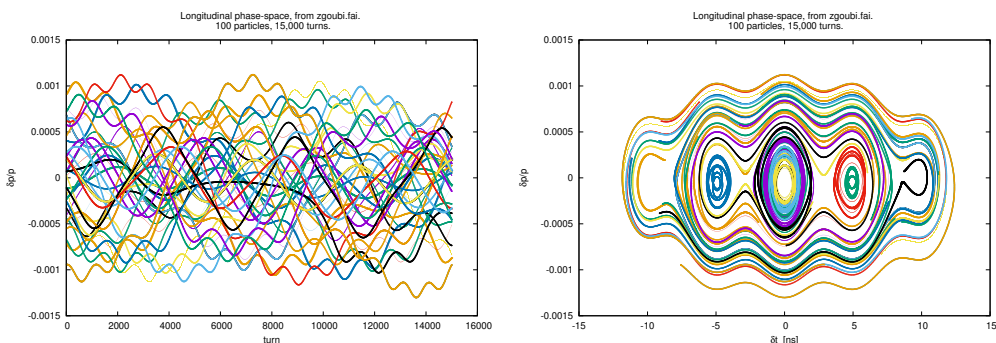 Longitudinal phase-space, from zgoubi.fai.
100 particles, 15,000 turns.
0.0015
0.001
0.0005
0
-0.0005
-0.001
-0.0015
δp/p
0 2000 4000 6000 8000 10000 12000 14000 16000
turn
Longitudinal phase-space, from zgoubi.fai.
100 particles, 15,000 turns.
0.0015
0.001
0.0005
0
-0.0005
-0.001
-0.0015
δp/p
-15 -10 -5 0 5 10 15
δt [ns]